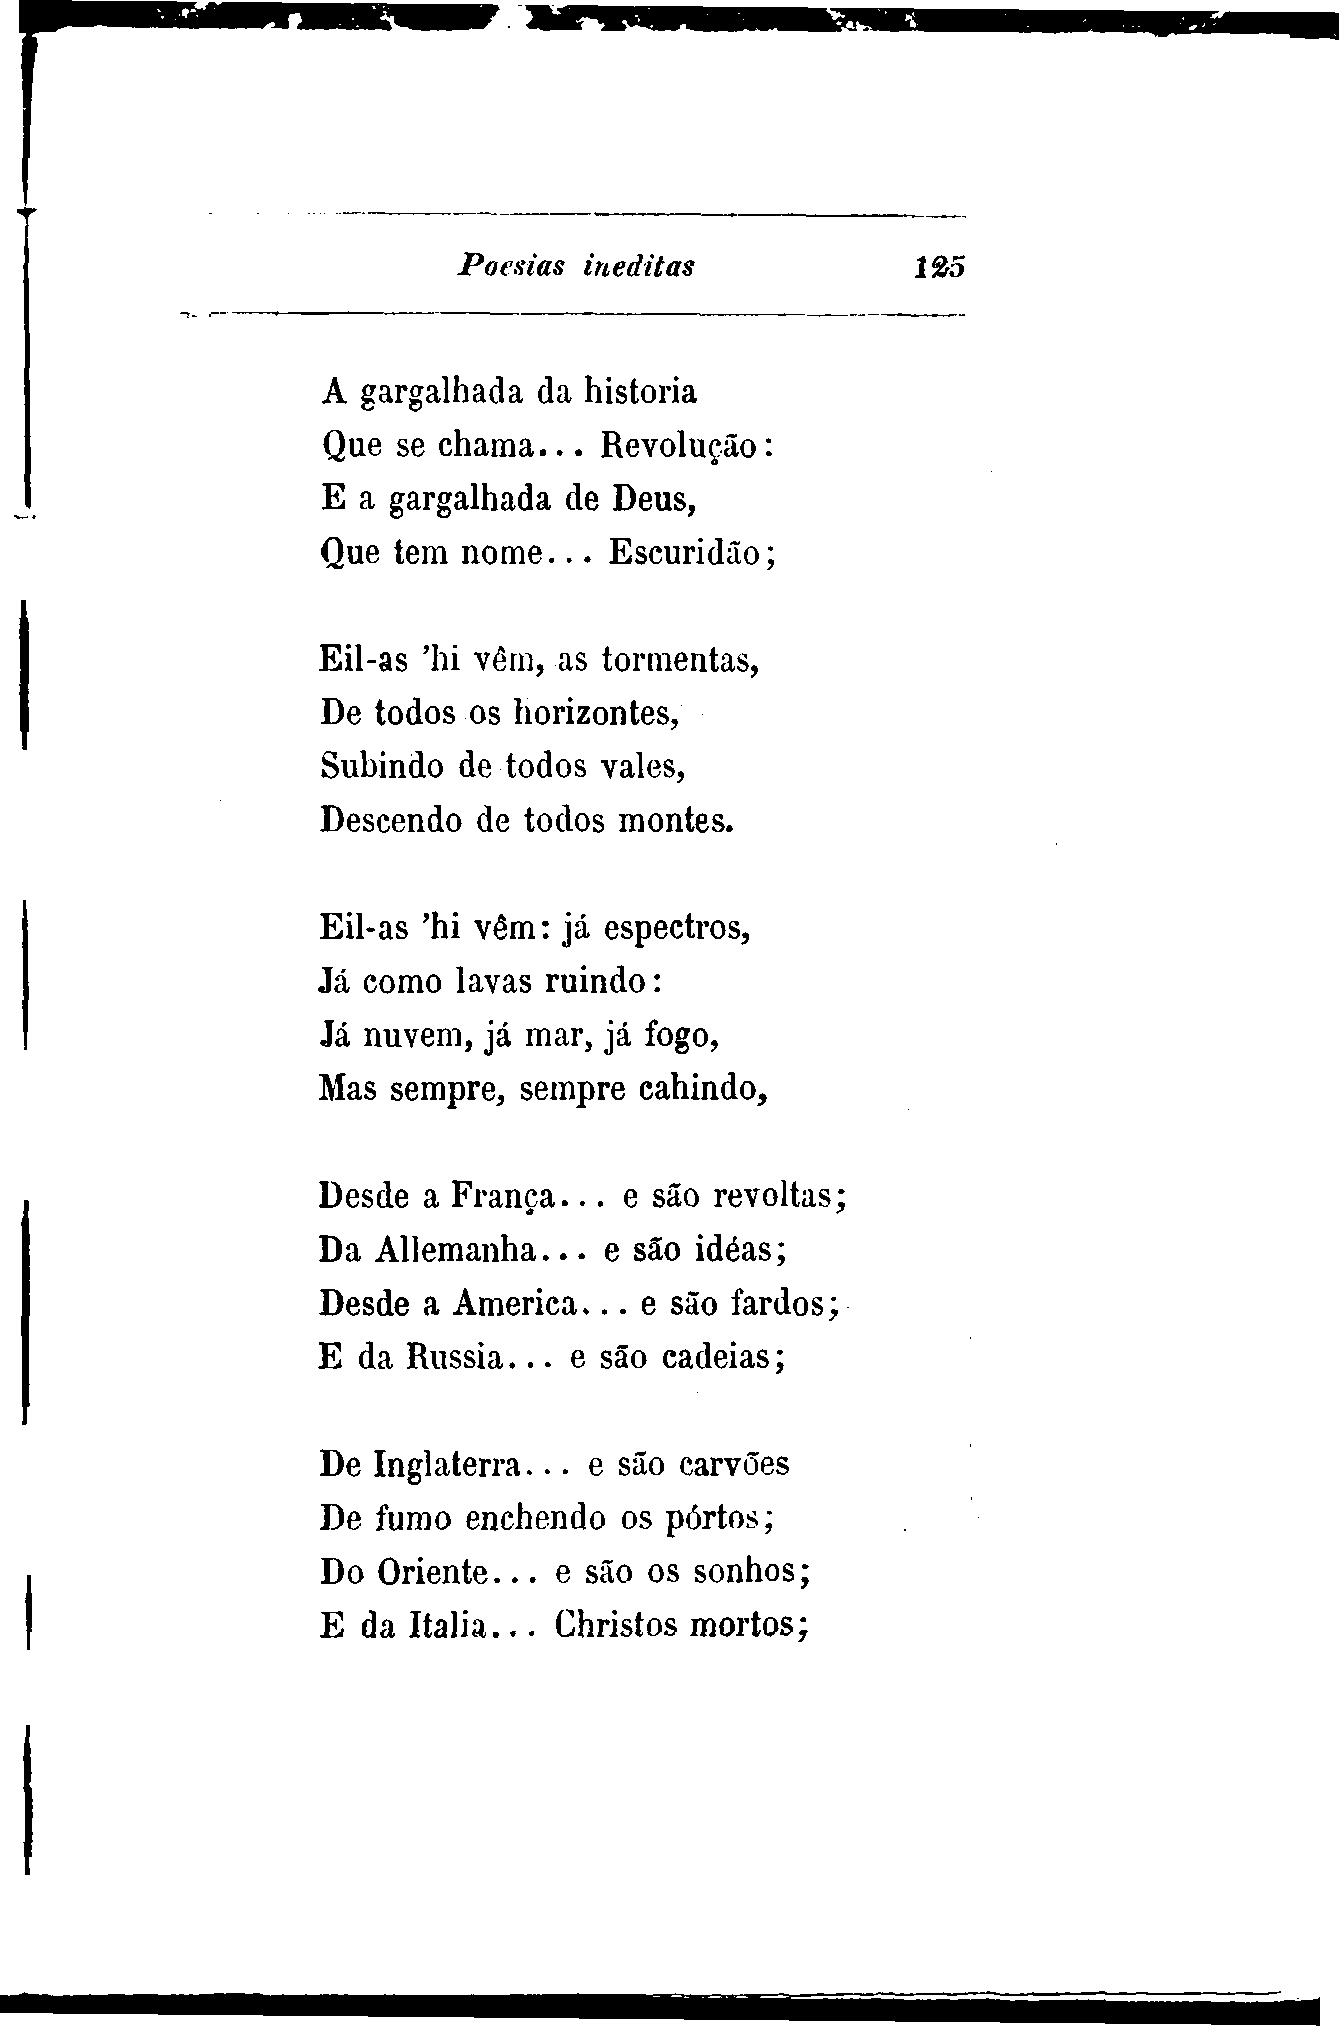 Poesias ineditas 125
A gargalhada da historia
Que se chama... Revolução:
E a gargalhada de Deus,
Que tem nome... Escuridão;
Eil-as 'hi vêm, as tormentas,
De todos os horizontes,
Subindo de todos vales,
Descendo de todos montes.
Eil-as 'hi vêm: já espectros,
Já como lavas ruindo:
Já nuvem, já mar, já fogo,
Mas sempre, sempre cahindo,
Desde a França... e são revoltas;
Da Allemanha... e são idéas;
Desde a America... e são fardos;
E da Russia... e são cadeias;
De Inglaterra... e são carvões
De fumo enchendo os pórtos;
Do Oriente... e são os sonhos;
E da Italia... Christos mortos;